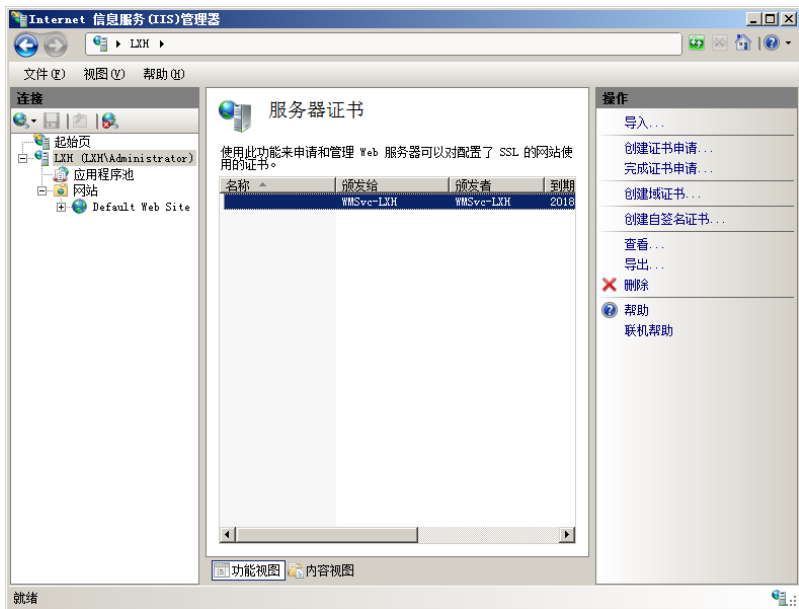 Internet 信息服务(IIS)管理器
LXH
文件(F) 视图(V) 帮助(H)
连接
起始页
LXH (LXH\Administrator)
应用程序池
网站
Default Web Site
服务器证书
使用此功能来申请和管理 Web 服务器可以对配置了 SSL 的网站使
用的证书。
名称 颁发给 颁发者 到期
WMSvc-LXH WMSvc-LXH 2018
功能视图 内容视图
操作
导入...
创建证书申请...
完成证书申请...
创建域证书...
创建自签名证书...
查看...
导出...
删除
帮助
联机帮助
就绪